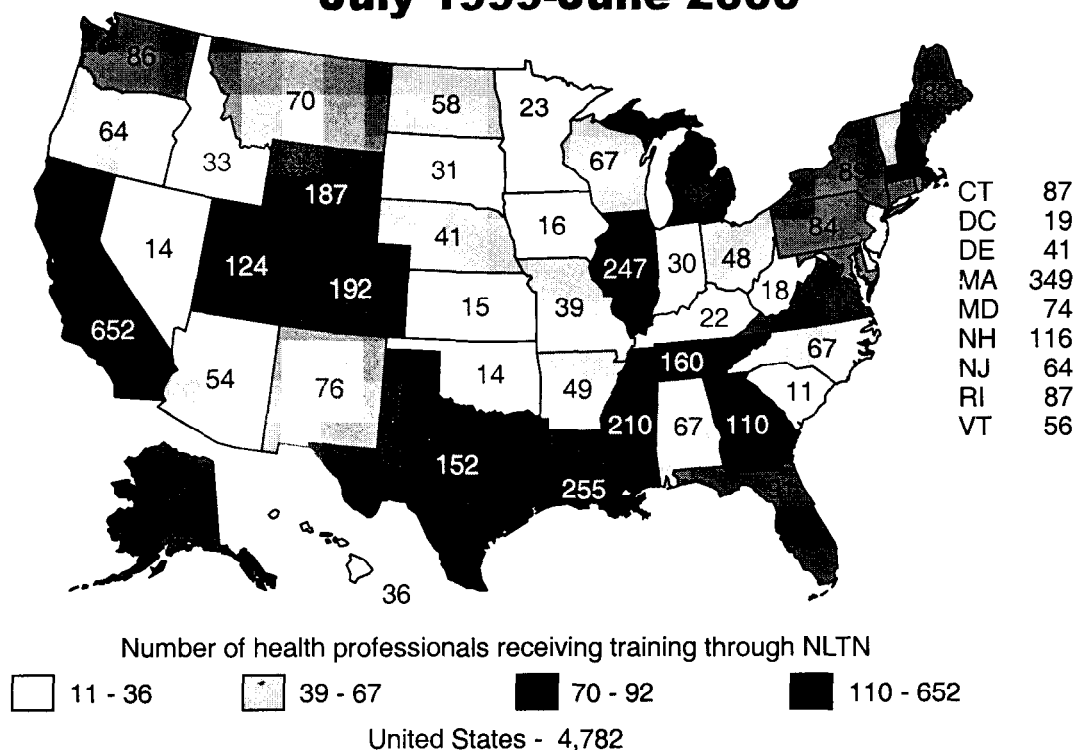 July 1999-June 2000
86
70
58
23
64
33
31
67
187
16
41
14
124
192
247
30
48
84
18
15
39
22
652
67
160
54
76
14
49
11
210
67
110
152
255
36
CT 87
DC 19
DE 41
MA 349
MD 74
NH 116
NJ 64
RI 87
VT 56
Number of health professionals receiving training through NLTN
11 - 36
39 - 67
70 - 92
110 - 652
United States - 4,782